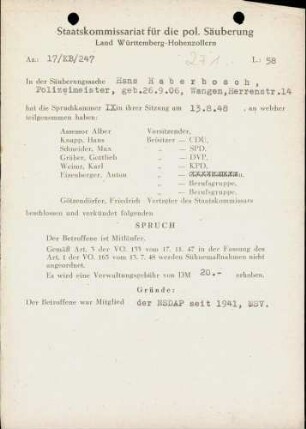 Staatskommissariat für die pol. Säuberung
Land Württemberg-Hohenzollern
Az: 17/KB/247 271 L: 58
In der Säuberungssache Hans Haberbosch,
Polizeimeister, geb.26.9.06, Wangen,Herrenstr.14
hat die Spruchkammer IX in ihrer Sitzung am 13.8.48, an welcher
teilgenommen haben:
Assessor Alber Vorsitzender,
Knapp, Hans Beisitzer — CDU,
Schneider, Max „ — SPD,
Gröber, Gottlieb „ — DVP,
Weizer, Karl „ — KPD,
Eisenberger, Anton „
„ — Berufsgruppe,
„ — Berufsgruppe,
Götzendörfer, Friedrich Vertreter des Staatskommissars
beschlossen und verkündet folgenden
SPRUCH
Der Betroffene ist Mitläufer.
Gemäß Art. 5 der VO. 133 vom 17. 11. 47 in der Fassung des
Art. 1 der VO. 165 vom 13. 7. 48 werden Sühnemaßnahmen nicht
angeordnet.
Es wird eine Verwaltungsgebühr von DM 20.- erhoben.
Gründe:
Der Betroffene war Mitglied der NSDAP seit 1941, NSV.